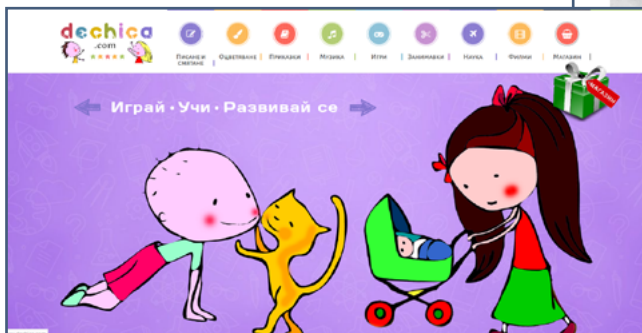 dechica
.com
Писане и смятане
Оцветяване
Приказки
Музика
Игри
Занимавки
Наука
Филми
Магазин
МАГАЗИН
Играй · Учи · Развивай се